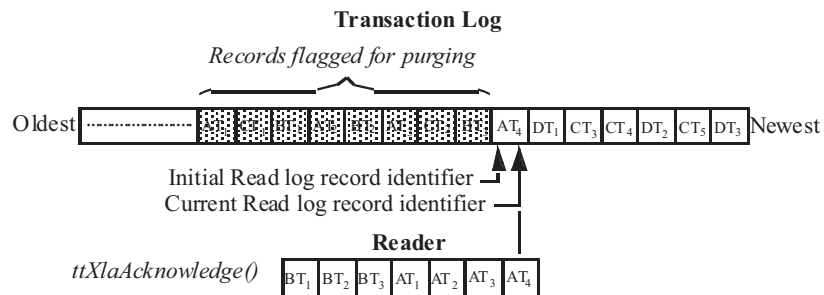 Transaction Log
Records flagged for purging
Oldest AT₄ DT₁ CT₃ CT₄ DT₂ CT₅ DT₃ Newest
Initial Read log record identifier
Current Read log record identifier
Reader
ttXlaAcknowledge() BT₁ BT₂ BT₃ AT₁ AT₂ AT₃ AT₄